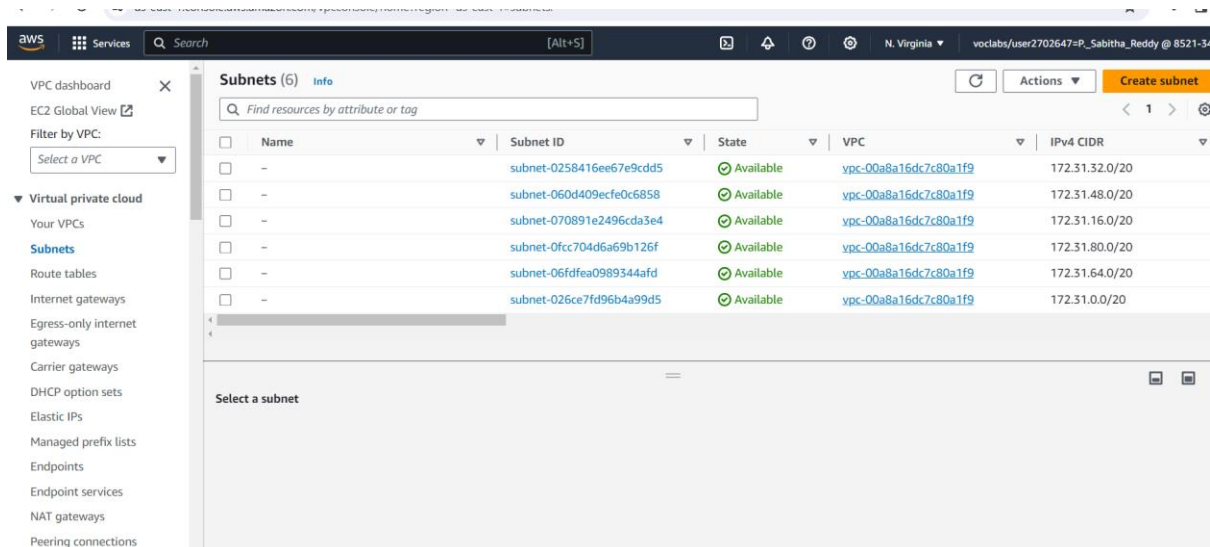 aws Services Search [Alt+S] N. Virginia voclabs/user2702647=P._Sabitha_Reddy @ 8521-34
VPC dashboard
EC2 Global View
Filter by VPC:
Select a VPC
Virtual private cloud
Your VPCs
Subnets
Route tables
Internet gateways
Egress-only internet
gateways
Carrier gateways
DHCP option sets
Elastic IPs
Managed prefix lists
Endpoints
Endpoint services
NAT gateways
Peering connections
Subnets (6) Info Actions Create subnet
Find resources by attribute or tag 1
Name Subnet ID State VPC IPv4 CIDR
– subnet-0258416ee67e9cdd5 Available vpc-00a8a16dc7c80a1f9 172.31.32.0/20
– subnet-060d409ecfe0c6858 Available vpc-00a8a16dc7c80a1f9 172.31.48.0/20
– subnet-070891e2496cda3e4 Available vpc-00a8a16dc7c80a1f9 172.31.16.0/20
– subnet-0fcc704d6a69b126f Available vpc-00a8a16dc7c80a1f9 172.31.80.0/20
– subnet-06fdfea0989344afd Available vpc-00a8a16dc7c80a1f9 172.31.64.0/20
– subnet-026ce7fd96b4a99d5 Available vpc-00a8a16dc7c80a1f9 172.31.0.0/20
Select a subnet